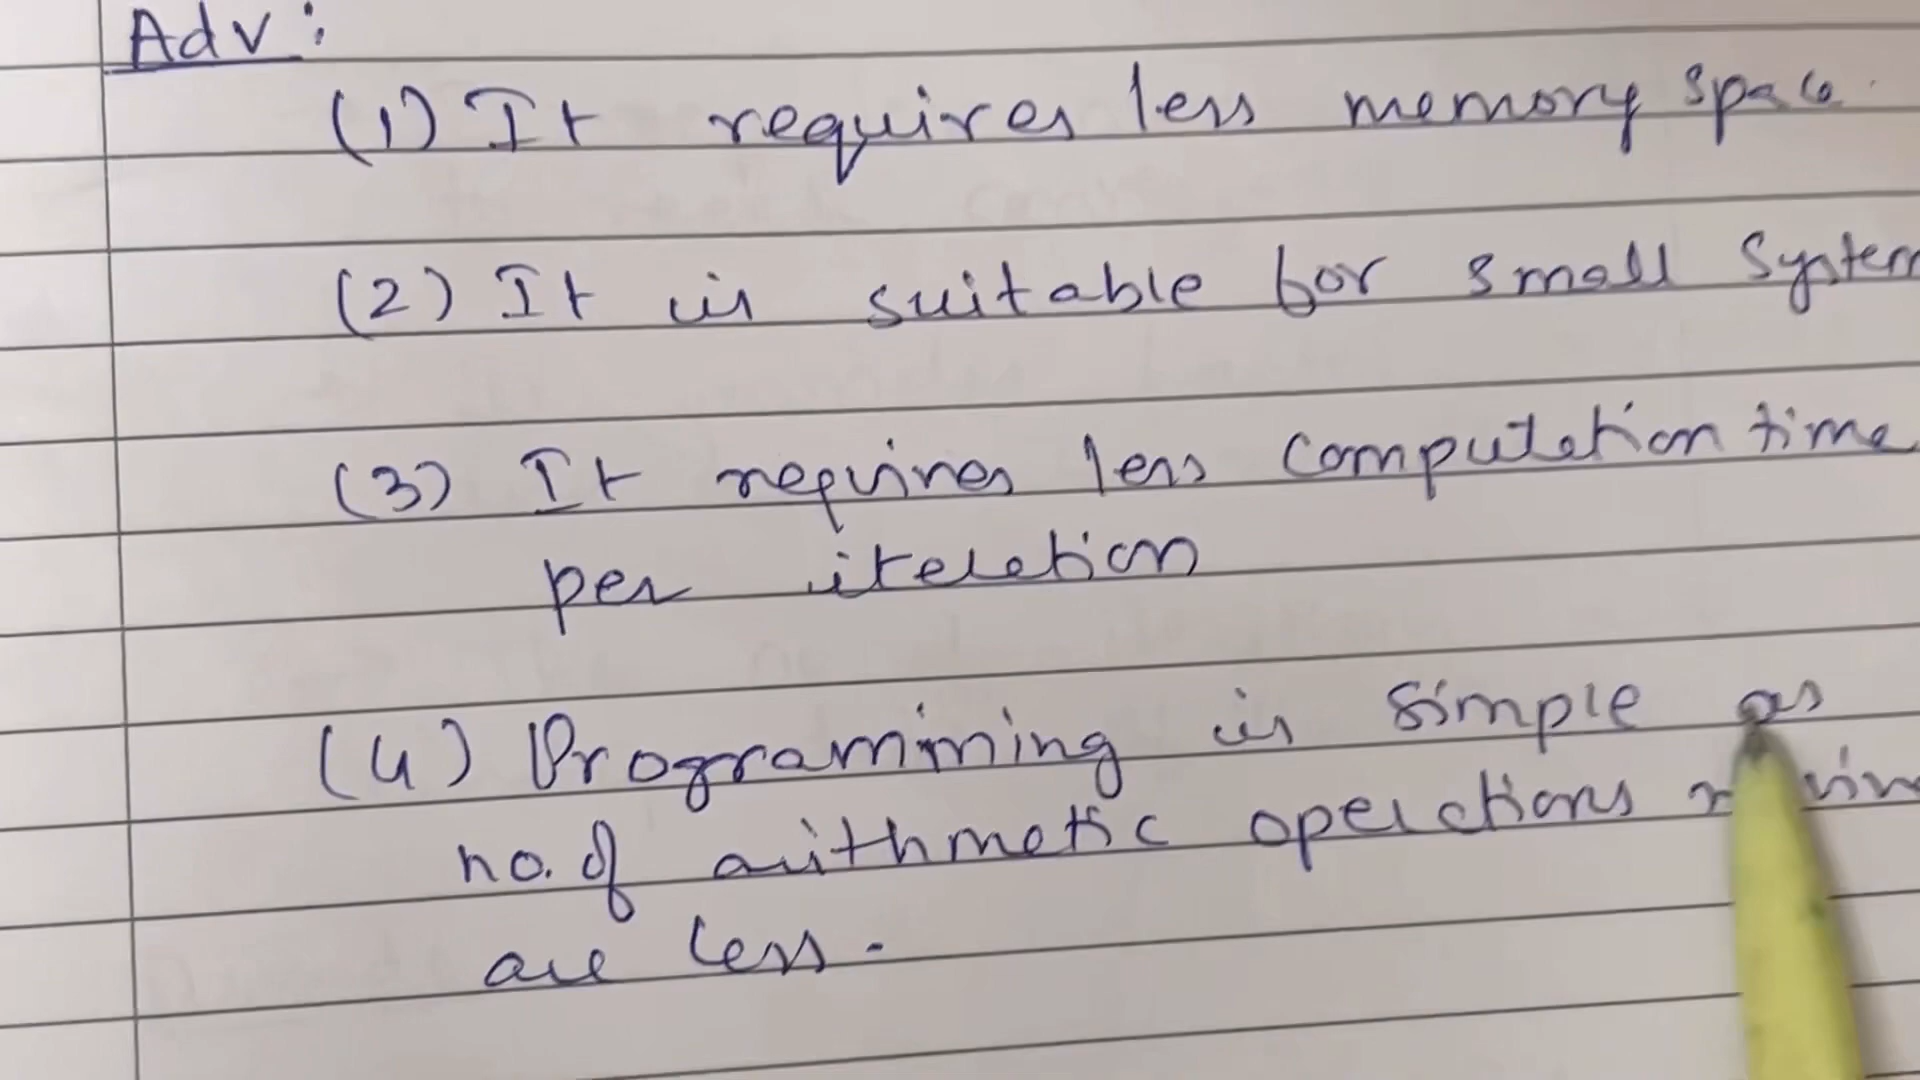 Adv:
(1) It requires less memory space.
(2) It is suitable for small system
(3) It requires less computation time
per iteration
(4) Programming is simple as
no. of arithmetic operations
are less.